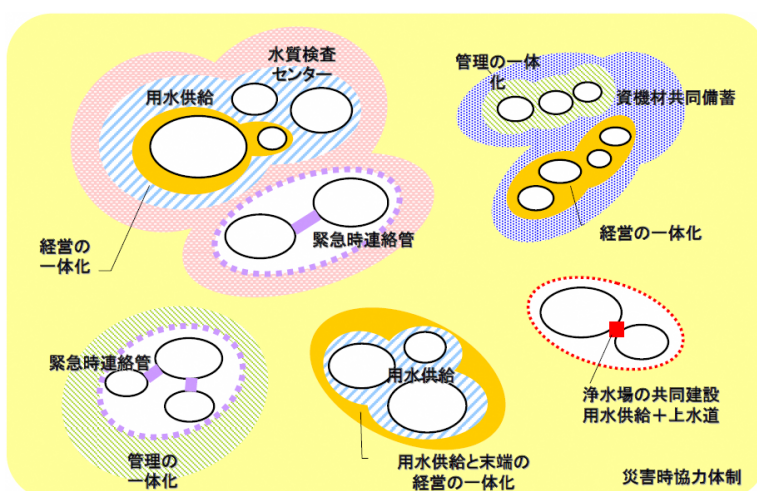 水質検査
センター
用水供給
経営の
一体化
緊急時連絡管
管理の一体
化
資機材共同備蓄
経営の一体化
緊急時連絡管
管理の
一体化
用水供給
用水供給と末端の
経営の一体化
浄水場の共同建設
用水供給＋上水道
災害時協力体制